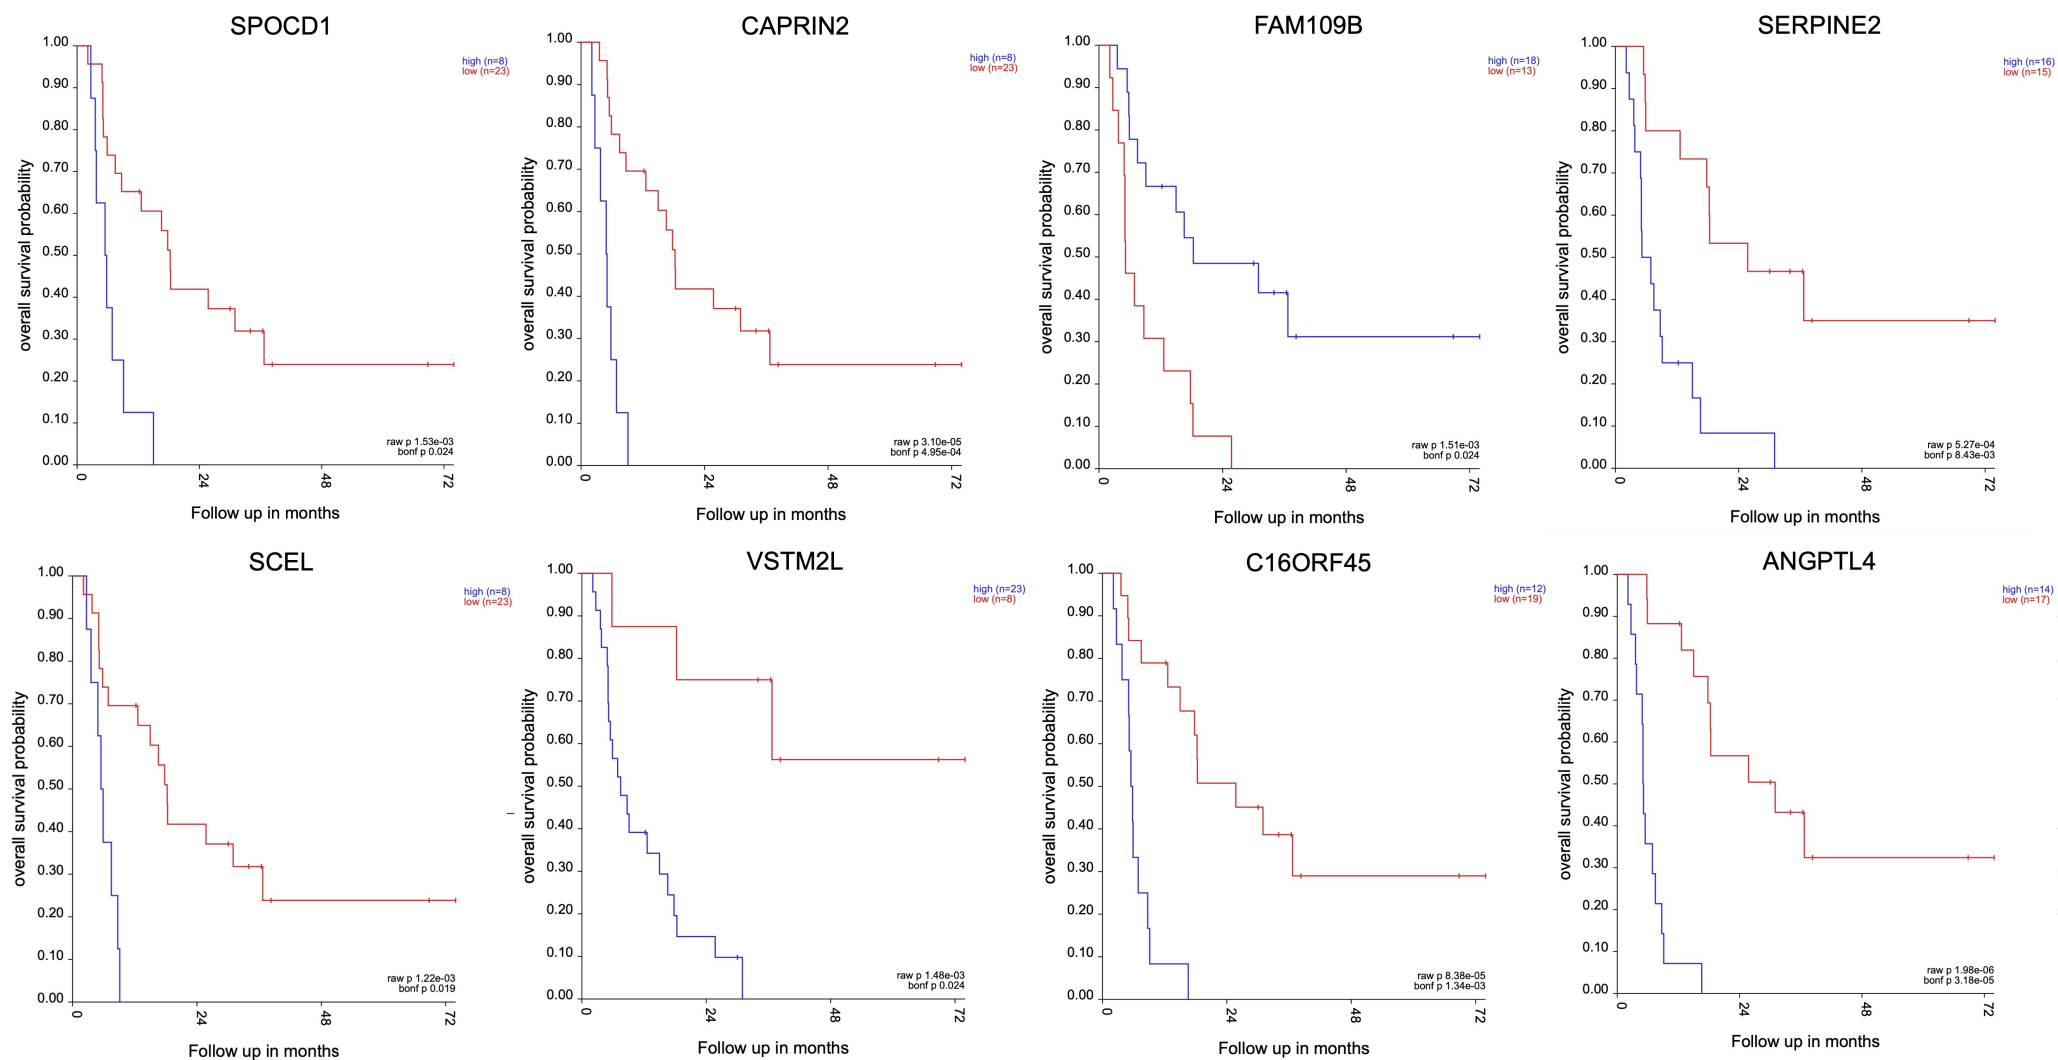 SPOCD1
high (n=8)
low (n=23)
overall survival probability
1.00
0.90
0.80
0.70
0.60
0.50
0.40
0.30
0.20
0.10
0.00
raw p 1.53e-03
bonf p 0.024
0 24 48 72
Follow up in months
CAPRIN2
high (n=8)
low (n=23)
overall survival probability
1.00
0.90
0.80
0.70
0.60
0.50
0.40
0.30
0.20
0.10
0.00
raw p 3.10e-05
bonf p 4.95e-04
0 24 48 72
Follow up in months
FAM109B
high (n=18)
low (n=13)
overall survival probability
1.00
0.90
0.80
0.70
0.60
0.50
0.40
0.30
0.20
0.10
0.00
raw p 1.51e-03
bonf p 0.024
0 24 48 72
Follow up in months
SERPINE2
high (n=16)
low (n=15)
overall survival probability
1.00
0.90
0.80
0.70
0.60
0.50
0.40
0.30
0.20
0.10
0.00
raw p 5.27e-04
bonf p 8.43e-03
0 24 48 72
Follow up in months
SCEL
high (n=8)
low (n=23)
overall survival probability
1.00
0.90
0.80
0.70
0.60
0.50
0.40
0.30
0.20
0.10
0.00
raw p 1.22e-03
bonf p 0.019
0 24 48 72
Follow up in months
VSTM2L
high (n=23)
low (n=8)
overall survival probability
1.00
0.90
0.80
0.70
0.60
0.50
0.40
0.30
0.20
0.10
0.00
raw p 1.48e-03
bonf p 0.024
0 24 48 72
Follow up in months
C16ORF45
high (n=12)
low (n=19)
overall survival probability
1.00
0.90
0.80
0.70
0.60
0.50
0.40
0.30
0.20
0.10
0.00
raw p 8.38e-05
bonf p 1.34e-03
0 24 48 72
Follow up in months
ANGPTL4
high (n=14)
low (n=17)
overall survival probability
1.00
0.90
0.80
0.70
0.60
0.50
0.40
0.30
0.20
0.10
0.00
raw p 1.98e-06
bonf p 3.18e-05
0 24 48 72
Follow up in months